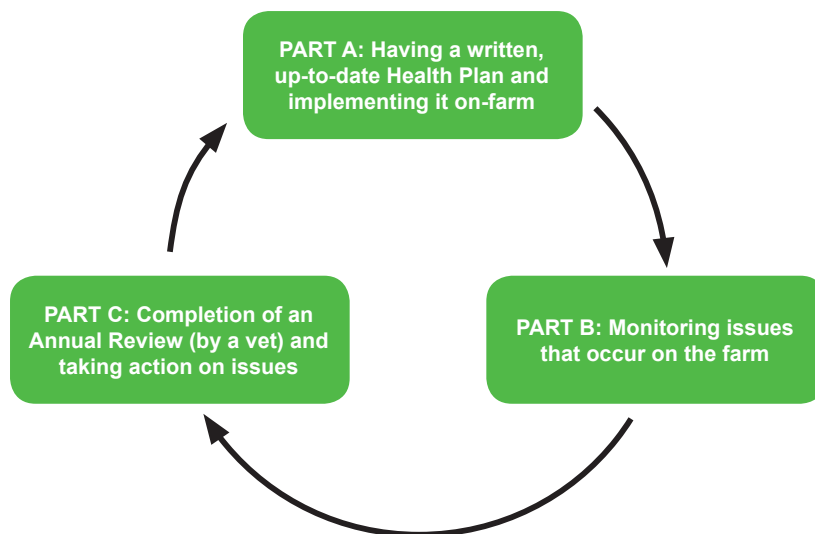 PART A: Having a written,
up-to-date Health Plan and
implementing it on-farm
PART C: Completion of an
Annual Review (by a vet) and
taking action on issues
PART B: Monitoring issues
that occur on the farm